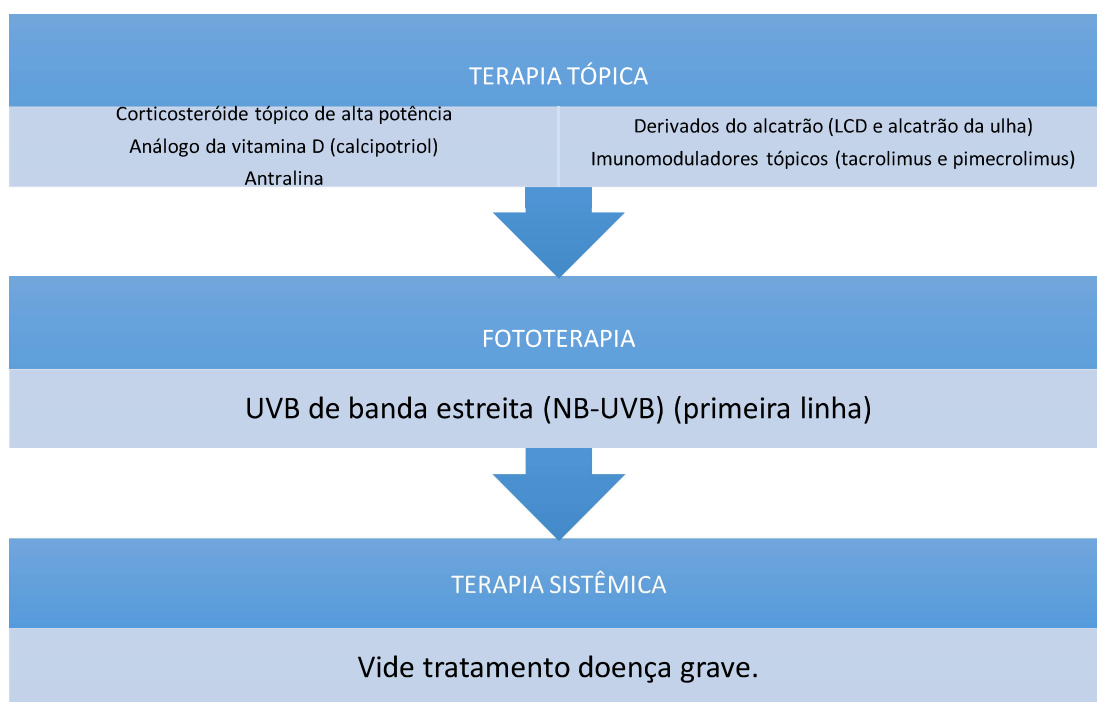 TERAPIA TÓPICA
Corticosteróide tópico de alta potência
Análogo da vitamina D (calcipotriol)
Antralina
Derivados do alcatrão (LCD e alcatrão da ulha)
Imunomoduladores tópicos (tacrolimus e pimecrolimus)
FOTOTERAPIA
UVB de banda estreita (NB-UVB) (primeira linha)
TERAPIA SISTÊMICA
Vide tratamento doença grave.